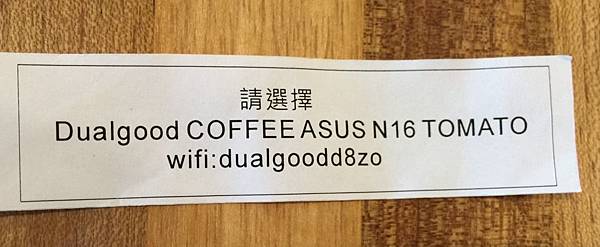 請選擇
Dualgood COFFEE ASUS N16 TOMATO
wifi:dualgoodd8zo